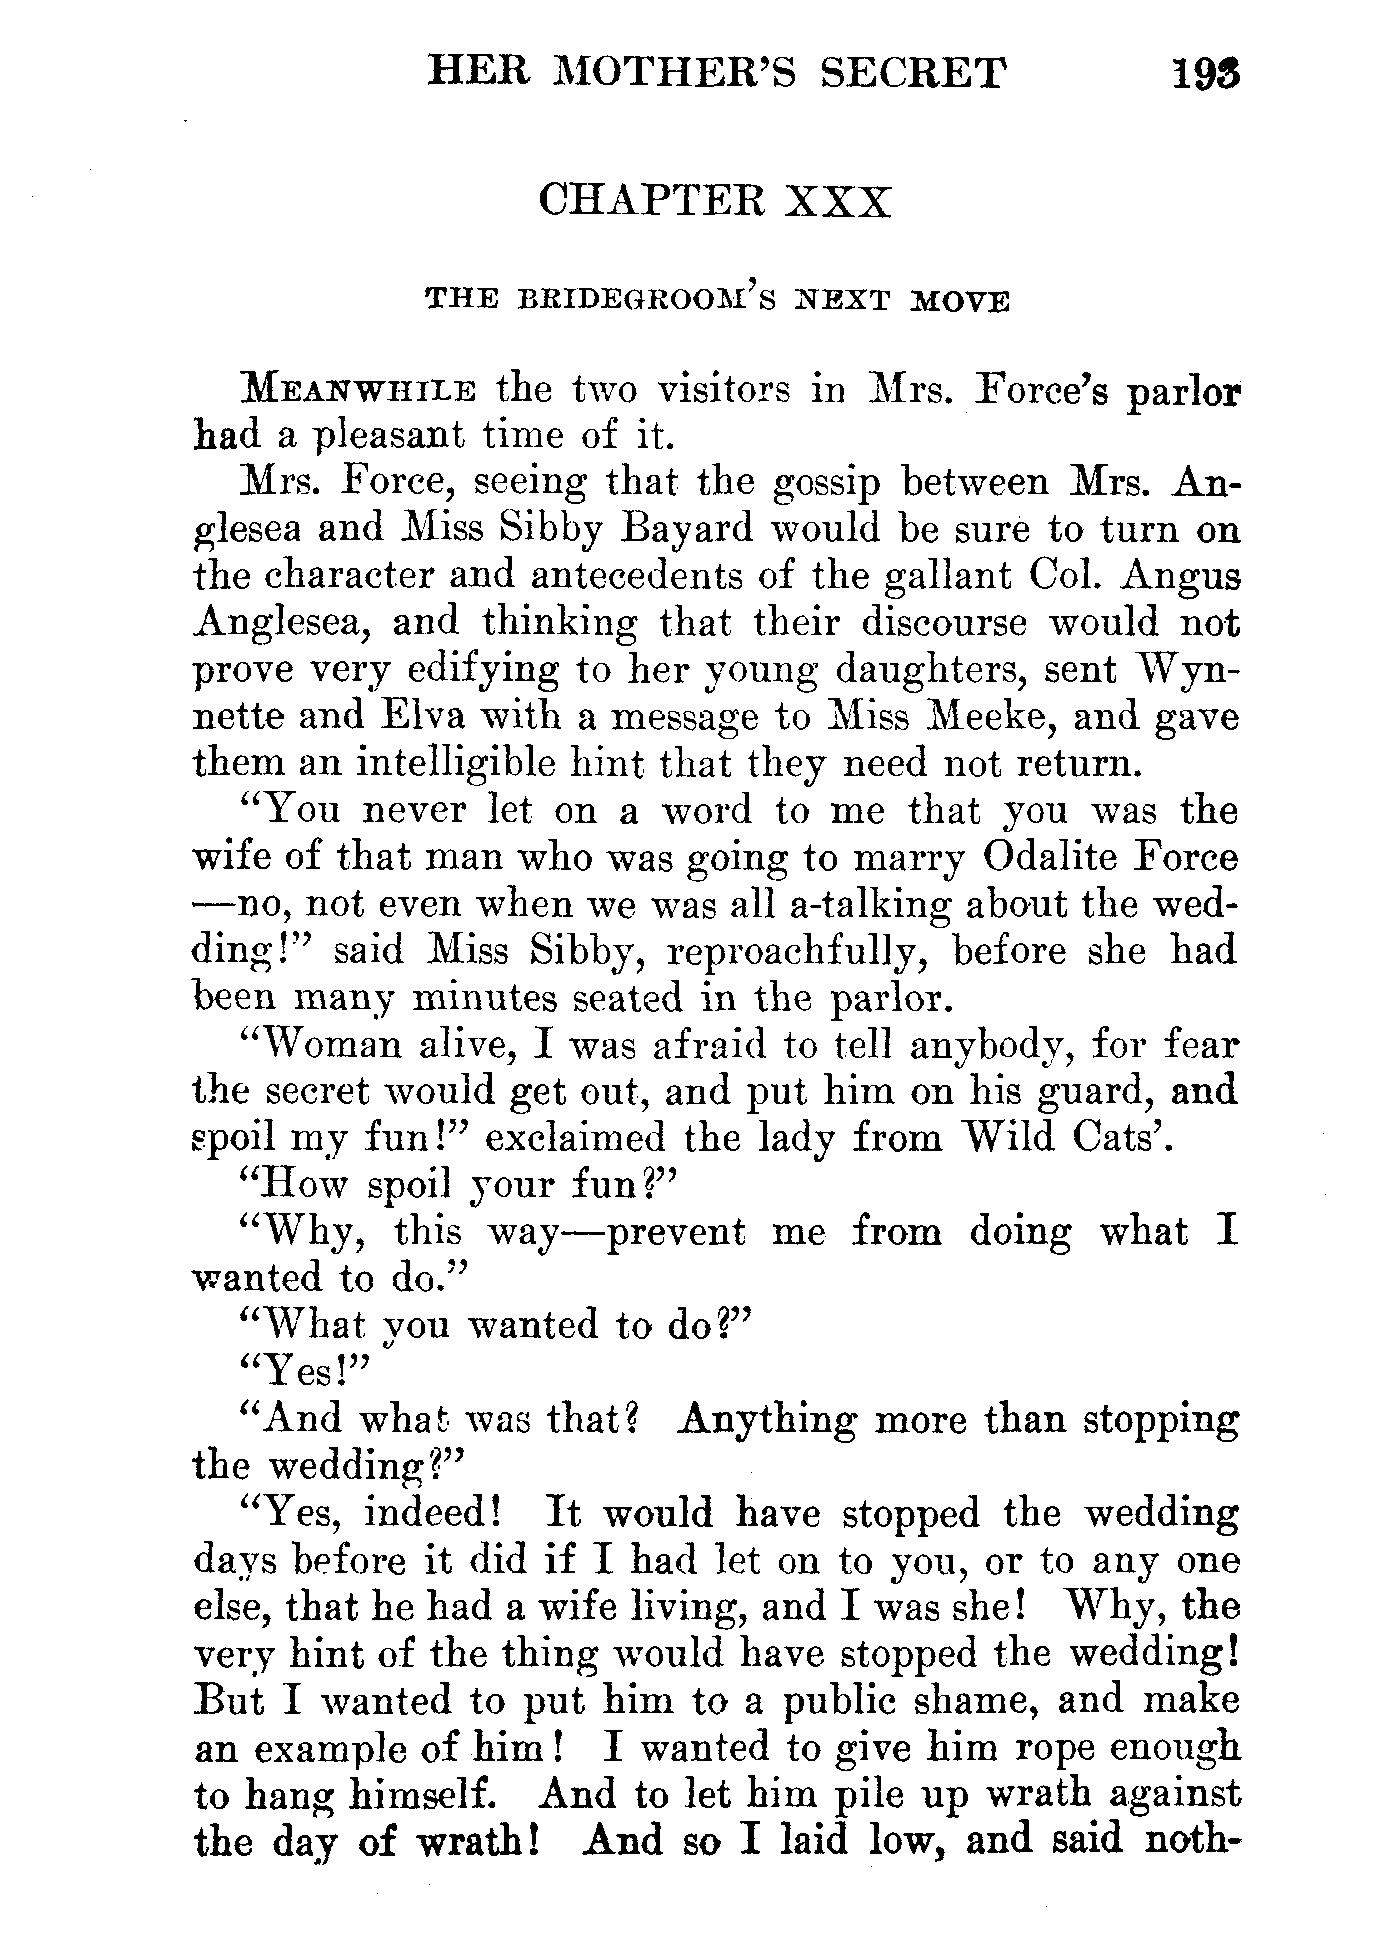 HER MOTHER'S SECRET 193
CHAPTER XXX
THE BRIDEGROOM'S NEXT MOVE
MEANWHILE the two visitors in Mrs. Force's parlor
had a pleasant time of it.
Mrs. Force, seeing that the gossip between Mrs. An-
glesea and Miss Sibby Bayard would be sure to turn on
the character and antecedents of the gallant Col. Angus
Anglesea, and thinking that their discourse would not
prove very edifying to her young daughters, sent Wyn-
nette and Elva with a message to Miss Meeke, and gave
them an intelligible hint that they need not return.
"You never let on a word to me that you was the
wife of that man who was going to marry Odalite Force
—no, not even when we was all a-talking about the wed-
ding!" said Miss Sibby, reproachfully, before she had
been many minutes seated in the parlor.
"Woman alive, I was afraid to tell anybody, for fear
the secret would get out, and put him on his guard, and
spoil my fun!" exclaimed the lady from Wild Cats'.
"How spoil your fun?"
"Why, this way—prevent me from doing what I
wanted to do."
"What you wanted to do?"
"Yes!"
"And what was that? Anything more than stopping
the wedding?"
"Yes, indeed! It would have stopped the wedding
days before it did if I had let on to you, or to any one
else, that he had a wife living, and I was she! Why, the
very hint of the thing would have stopped the wedding!
But I wanted to put him to a public shame, and make
an example of him! I wanted to give him rope enough
to hang himself. And to let him pile up wrath against
the day of wrath! And so I laid low, and said noth-